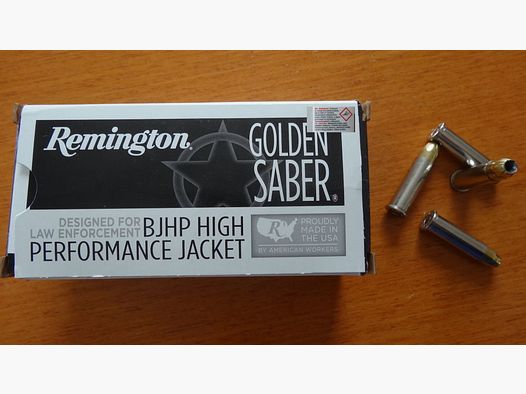 Remington®
GOLDEN
SABER®
DESIGNED FOR
LAW ENFORCEMENT BJHP HIGH
PERFORMANCE JACKET
R
PROUDLY
MADE IN
THE USA
BY AMERICAN WORKERS